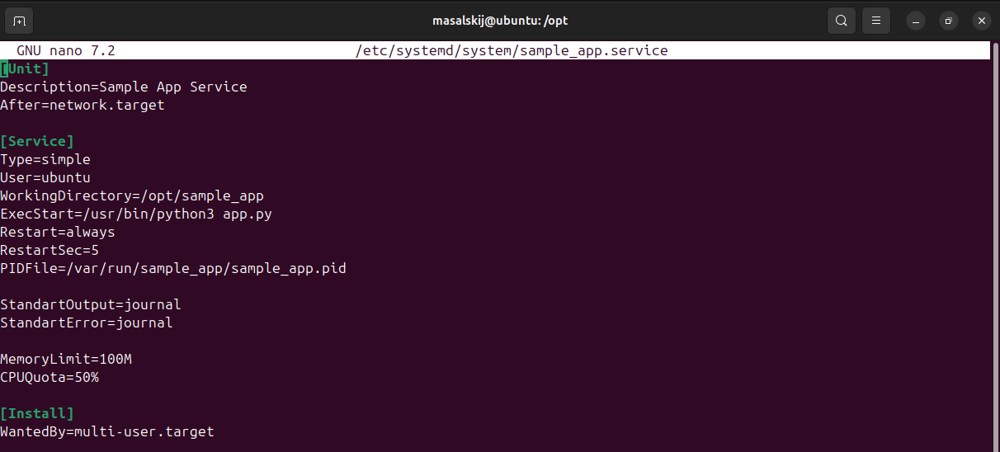 masalskij@ubuntu: /opt
GNU nano 7.2 /etc/systemd/system/sample_app.service
[Unit]
Description=Sample App Service
After=network.target
[Service]
Type=simple
User=ubuntu
WorkingDirectory=/opt/sample_app
ExecStart=/usr/bin/python3 app.py
Restart=always
RestartSec=5
PIDFile=/var/run/sample_app/sample_app.pid
StandartOutput=journal
StandartError=journal
MemoryLimit=100M
CPUQuota=50%
[Install]
WantedBy=multi-user.target